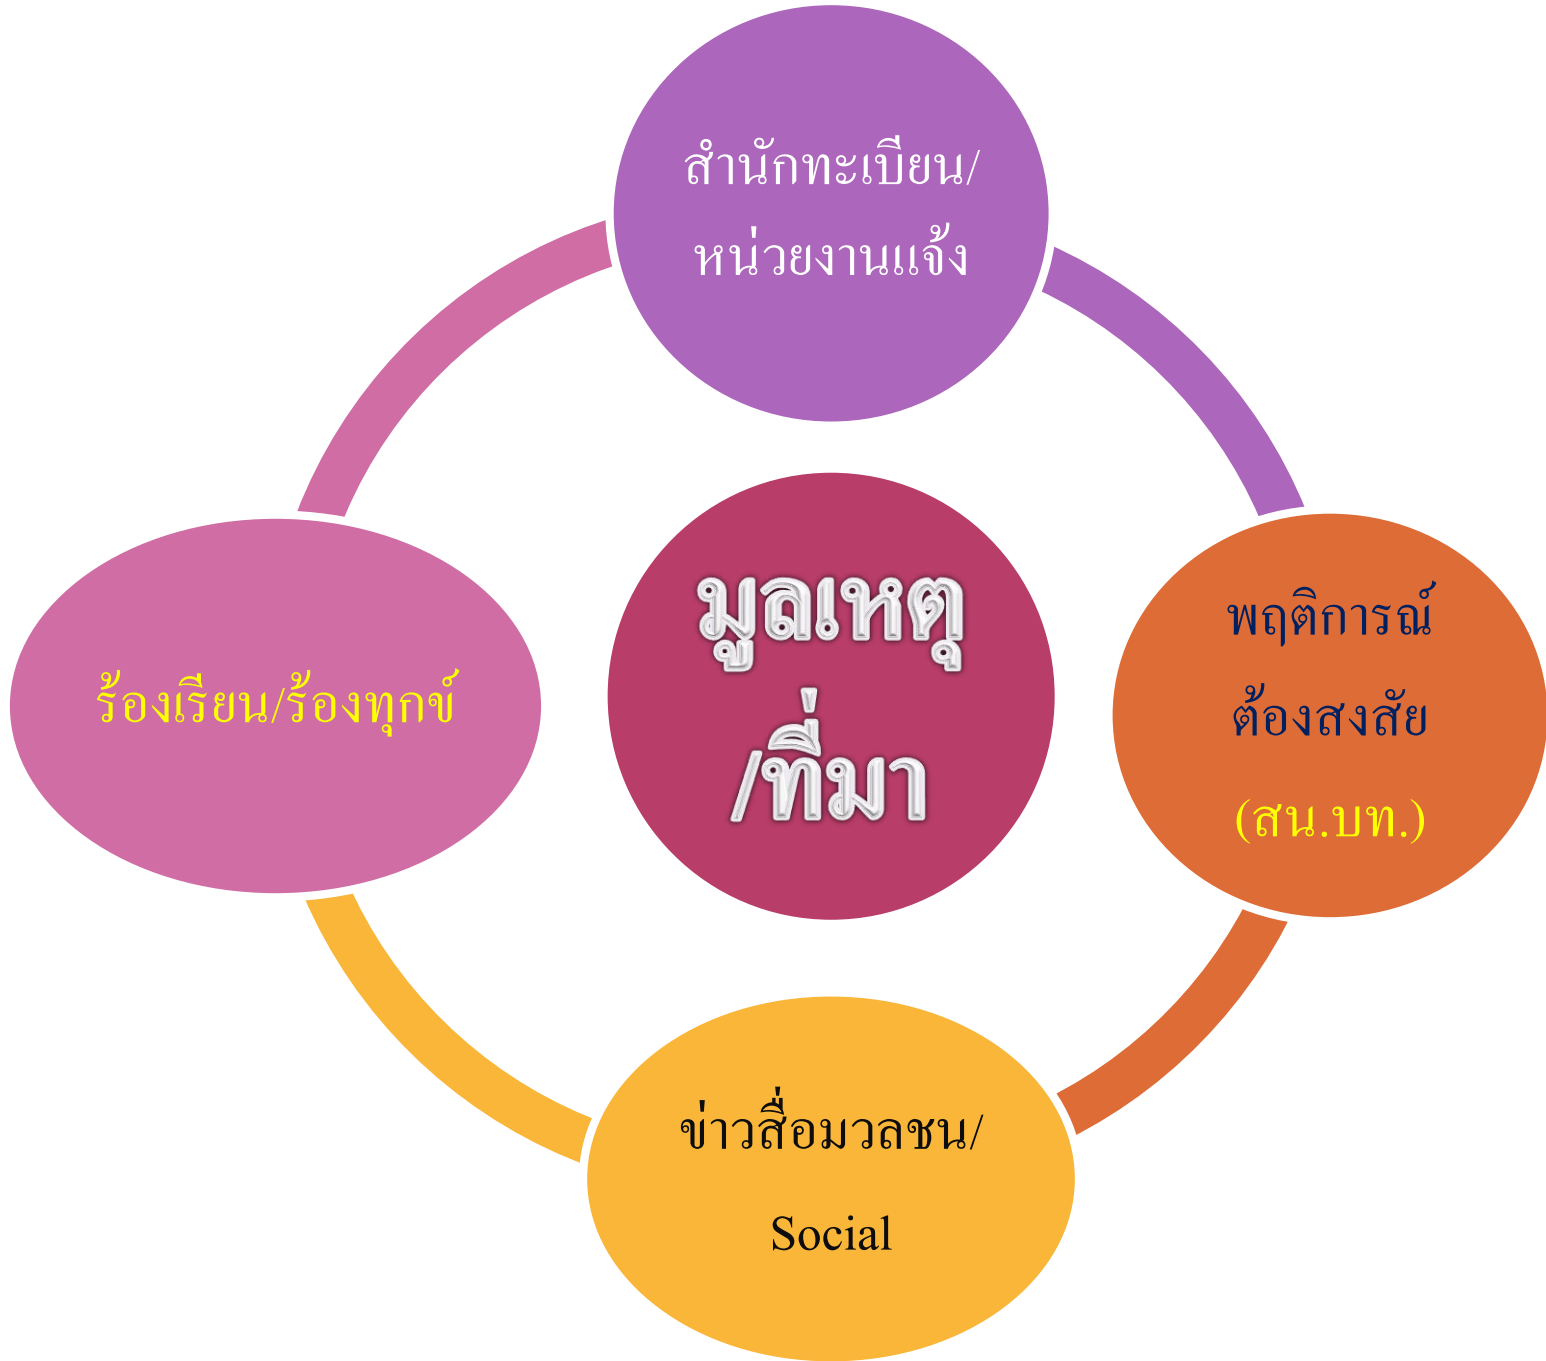 สำนักทะเบียน/
หน่วยงานแจ้ง
มูลเหตุ
/ที่มา
พฤติการณ์
ต้องสงสัย
(สน.บท.)
ข่าวสื่อมวลชน/
Social
ร้องเรียน/ร้องทุกข์